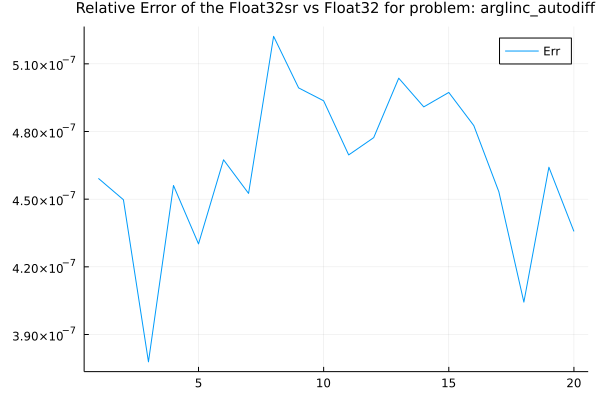 Relative Error of the Float32sr vs Float32 for problem: arglinc_autodiff
Err
5.10×10⁻⁷
4.80×10⁻⁷
4.50×10⁻⁷
4.20×10⁻⁷
3.90×10⁻⁷
5 10 15 20